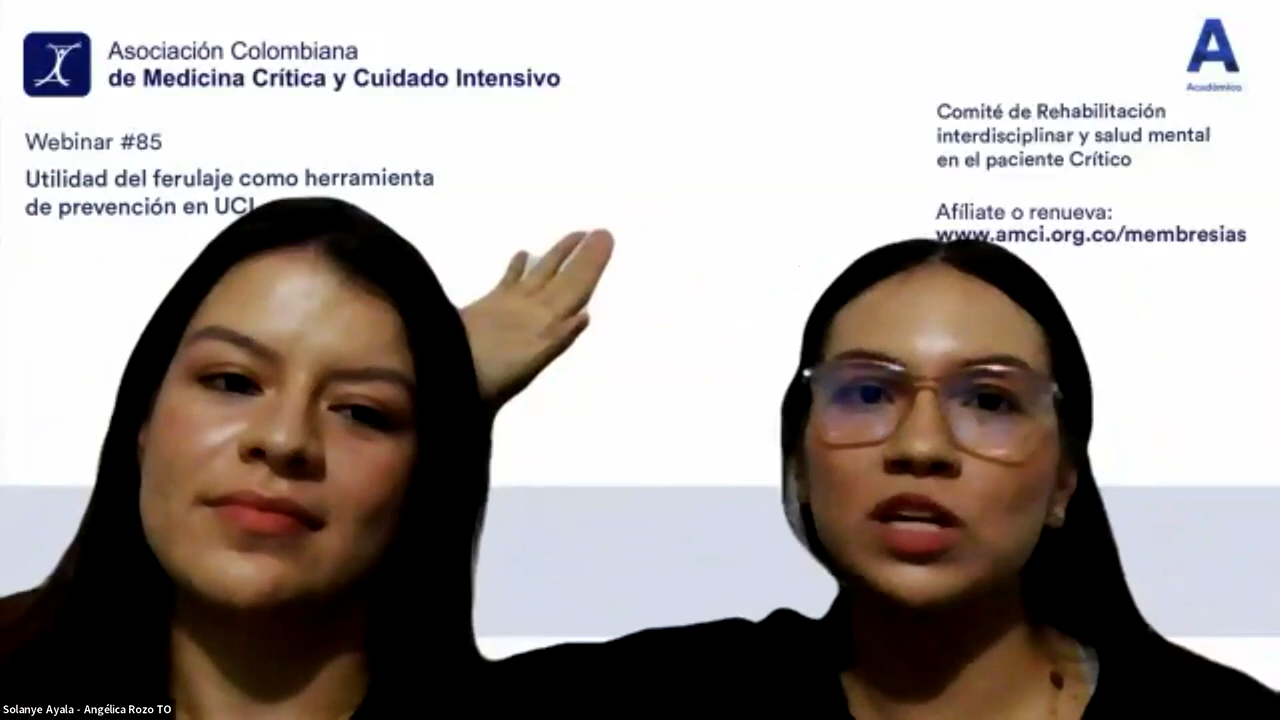 Asociación Colombiana
de Medicina Crítica y Cuidado Intensivo
Webinar #85
Utilidad del ferulaje como herramienta
de prevención en UCI
A
Académico
Comité de Rehabilitación
interdisciplinar y salud mental
en el paciente Crítico
Afíliate o renueva:
www.amci.org.co/membresias
Solanye Ayala - Angélica Rozo TO